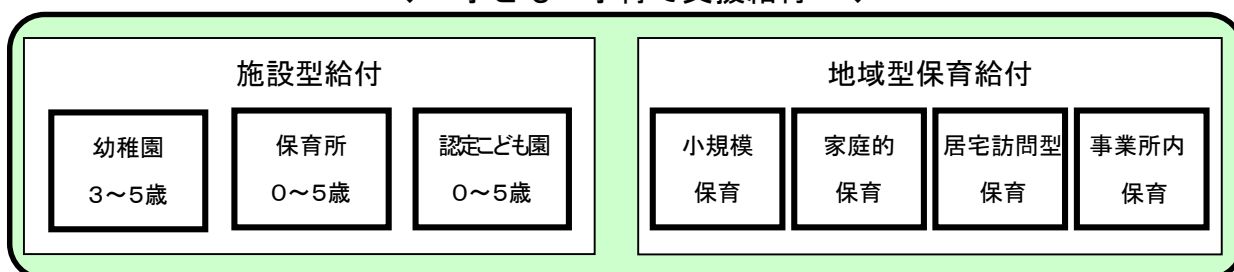 施設型給付
幼稚園
3～5歳
保育所
0～5歳
認定こども園
0～5歳
地域型保育給付
小規模
保育
家庭的
保育
居宅訪問型
保育
事業所内
保育